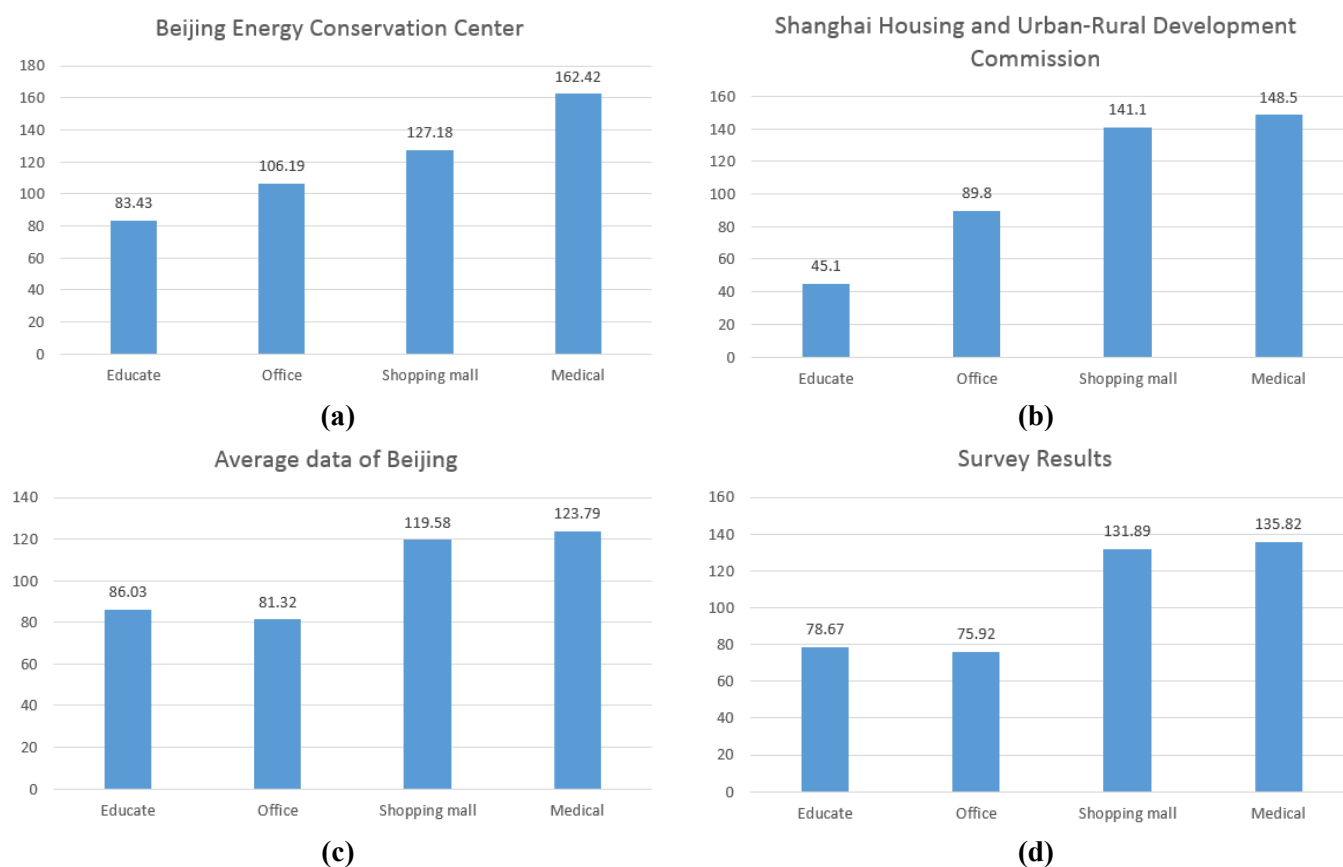 Beijing Energy Conservation Center
180
160
140
120
100
80
60
40
20
0
83.43
106.19
127.18
162.42
Educate
Office
Shopping mall
Medical
(a)
Shanghai Housing and Urban-Rural Development
Commission
160
140
120
100
80
60
40
20
0
45.1
89.8
141.1
148.5
Educate
Office
Shopping mall
Medical
(b)
Average data of Beijing
140
120
100
80
60
40
20
0
86.03
81.32
119.58
123.79
Educate
Office
Shopping mall
Medical
(c)
Survey Results
160
140
120
100
80
60
40
20
0
78.67
75.92
131.89
135.82
Educate
Office
Shopping mall
Medical
(d)